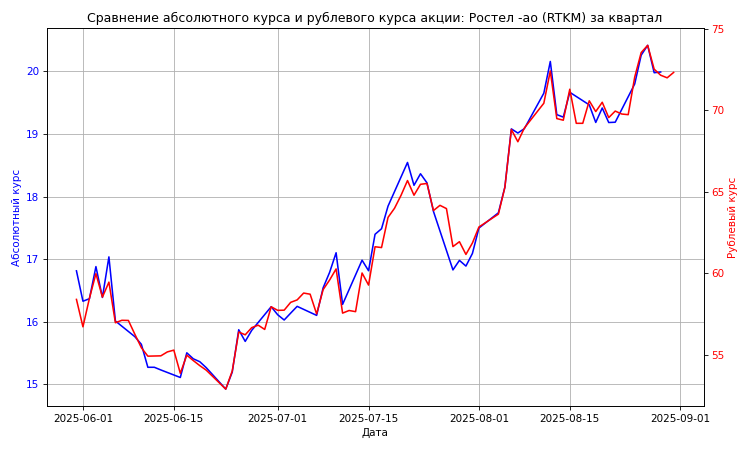 Сравнение абсолютного курса и рублевого курса акции: Ростел -ао (RTKM) за квартал
Абсолютный курс
20
19
18
17
16
15
75
70
65
60
55
Рублевый курс
2025-06-01 2025-06-15 2025-07-01 2025-07-15 2025-08-01 2025-08-15 2025-09-01
Дата